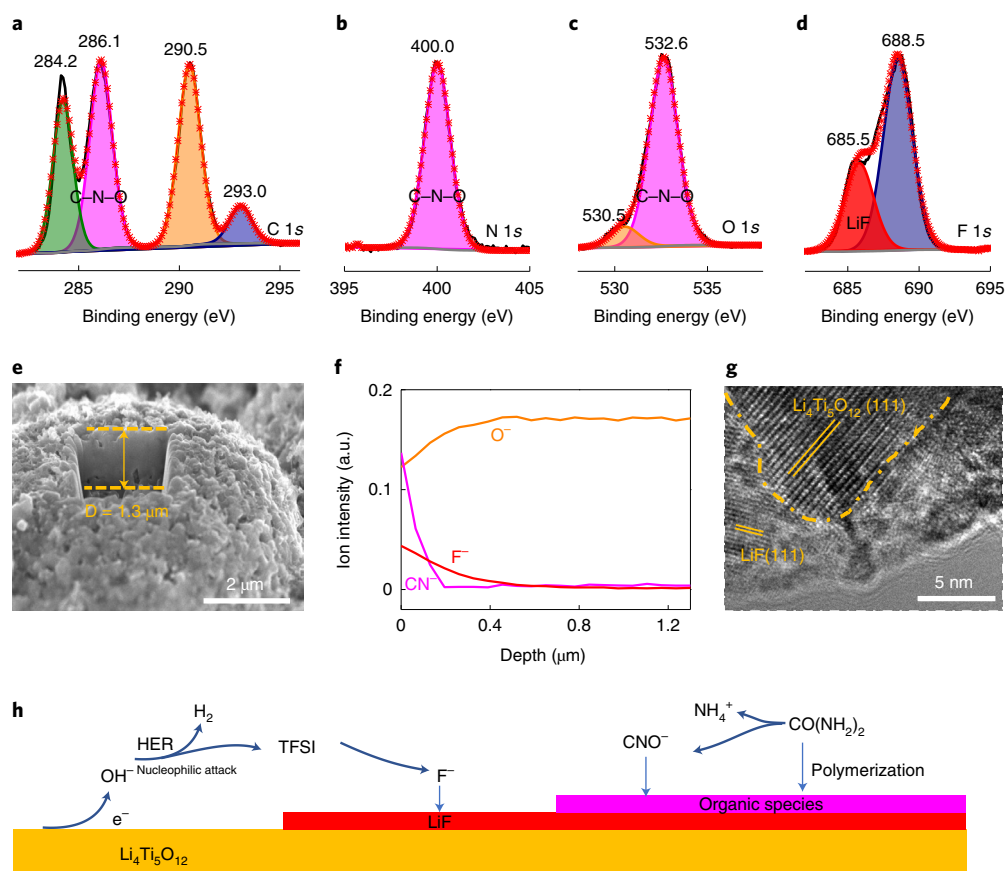 a
284.2
286.1
290.5
293.0
C–N–O
C 1s
285
290
295
Binding energy (eV)
b
400.0
C–N–O
N 1s
395
400
405
Binding energy (eV)
c
532.6
530.5
C–N–O
O 1s
530
535
Binding energy (eV)
d
688.5
685.5
LiF
F 1s
685
690
695
Binding energy (eV)
e
D = 1.3 μm
2 μm
f
0.2
0.1
0
Ion intensity (a.u.)
O⁻
F⁻
CN⁻
0
0.4
0.8
1.2
Depth (μm)
g
Li₄Ti₅O₁₂ (111)
LiF(111)
5 nm
h
H₂
HER
Nucleophilic attack
OH⁻
e⁻
TFSI
F⁻
LiF
NH₄⁺
CO(NH₂)₂
CNO⁻
Polymerization
Organic species
Li₄Ti₅O₁₂